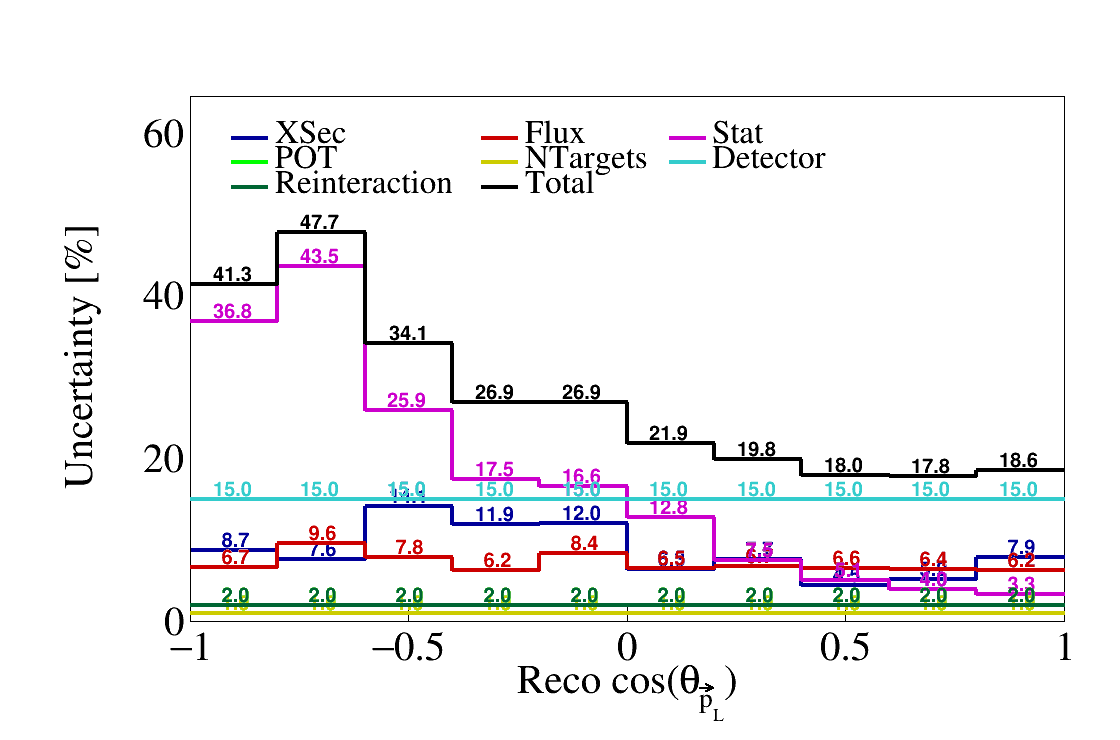 Uncertainty [%]
60
40
20
0
XSec Flux Stat
POT NTargets Detector
Reinteraction Total
41.3 47.7 34.1 26.9 26.9 21.9 19.8 18.0 17.8 18.6
36.8 43.5 25.9 17.5 16.6 12.8 3.3
15.0 15.0 15.0 15.0 15.0 15.0 15.0 15.0 15.0 15.0
8.7 7.6 11.9 12.0 7.9
6.7 9.6 7.8 6.2 8.4 6.5 6.6 6.4 6.2
2.0 2.0 2.0 2.0 2.0 2.0 2.0 2.0 2.0 2.0
−1 −0.5 0 0.5 1
Reco cos(θp⃗L)